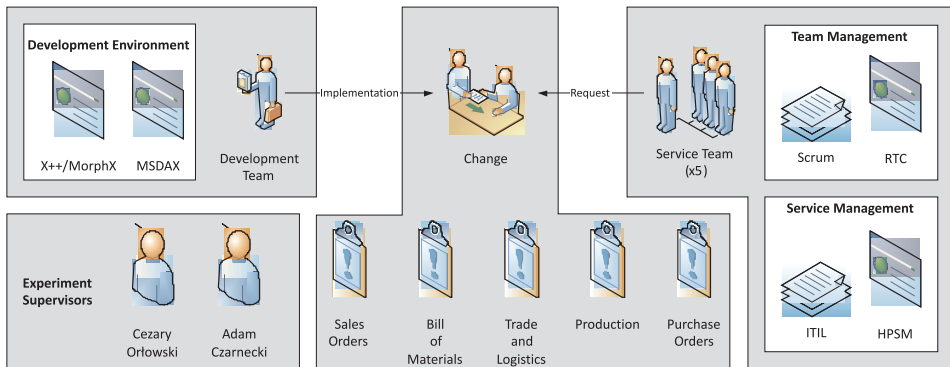 Development Environment
X++/MorphX
MSDAX
Development
Team
Implementation
Change
Request
Service Team
(x5)
Team Management
Scrum
RTC
Service Management
ITIL
HPSM
Experiment
Supervisors
Cezary
Orłowski
Adam
Czarnecki
Sales
Orders
Bill
of
Materials
Trade
and
Logistics
Production
Purchase
Orders